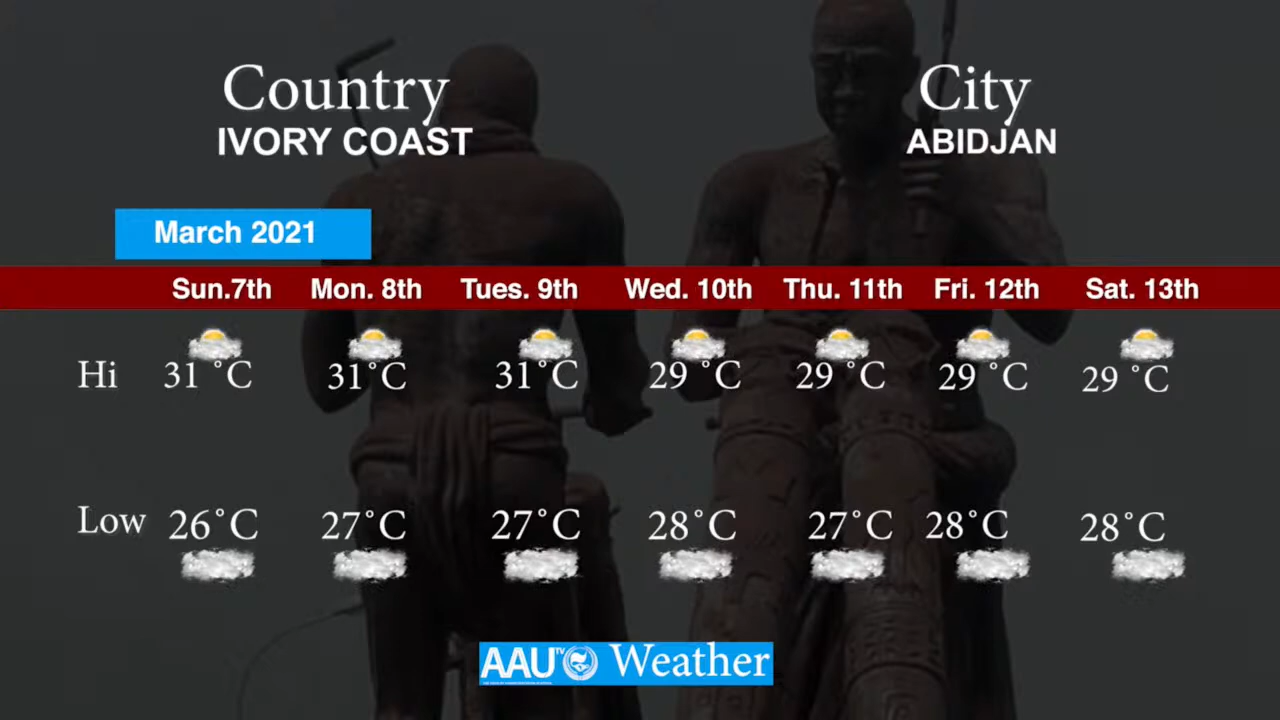 Country
IVORY COAST
City
ABIDJAN
March 2021
Sun.7th Mon. 8th Tues. 9th Wed. 10th Thu. 11th Fri. 12th Sat. 13th
Hi 31 °C 31°C 31°C 29 °C 29 °C 29 °C 29 °C
Low 26°C 27°C 27°C 28°C 27°C 28°C 28°C
AAU TV Weather